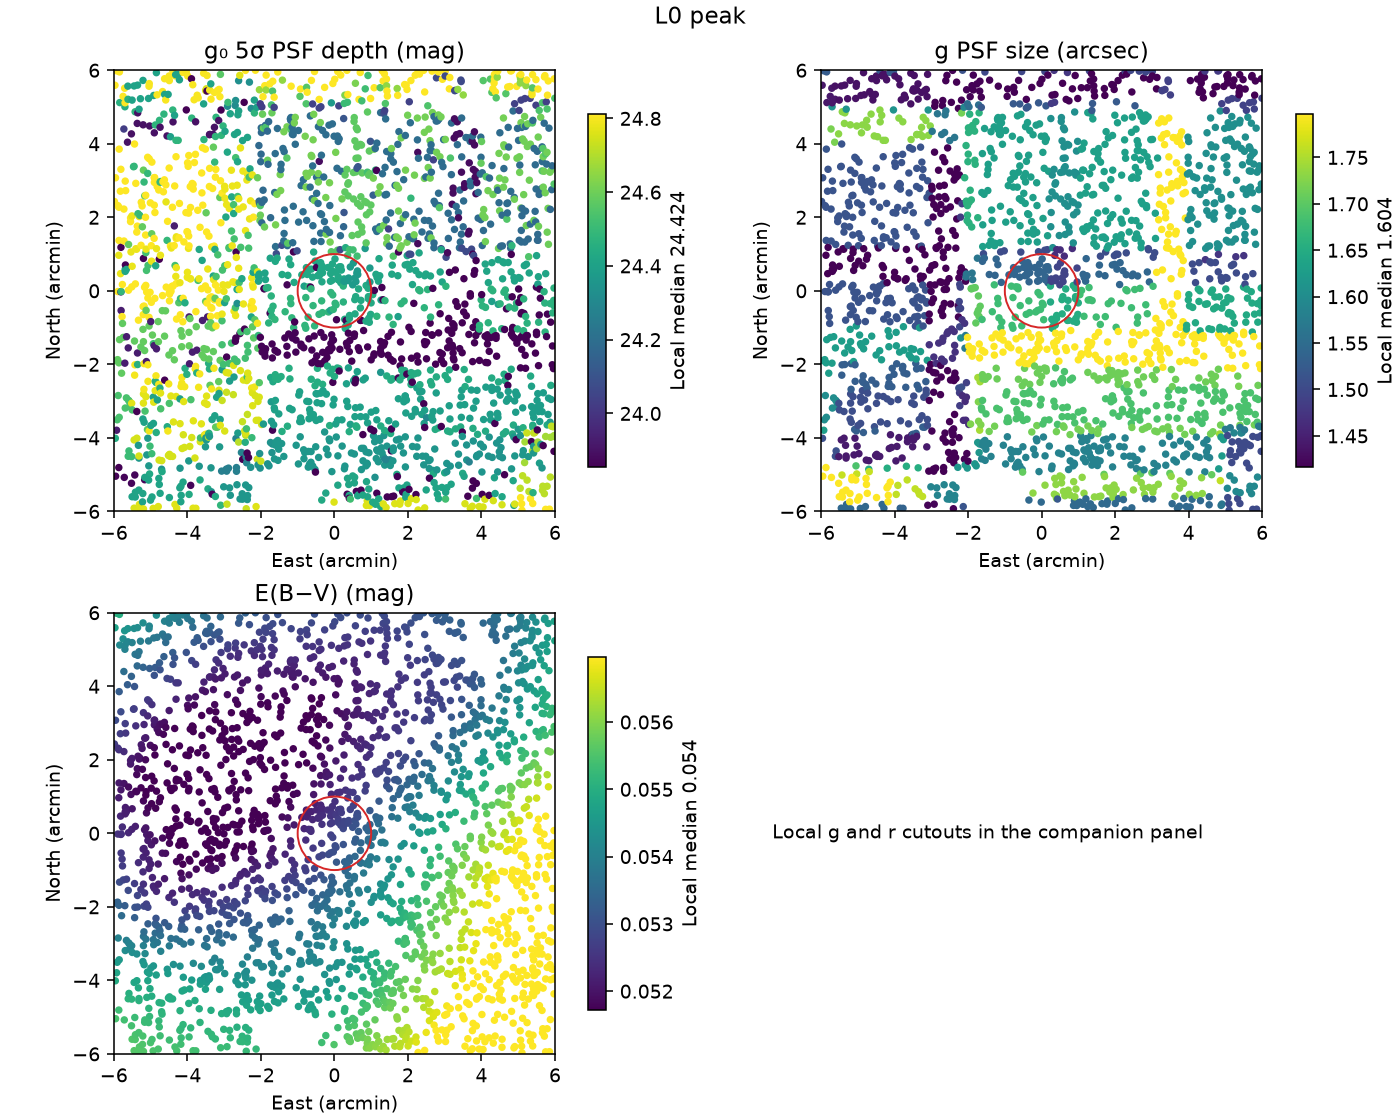 L0 peak
g₀ 5σ PSF depth (mag)
6
4
2
0
−2
−4
−6
−6 −4 −2 0 2 4 6
North (arcmin)
East (arcmin)
24.8
24.6
24.4
24.2
24.0
Local median 24.424
g PSF size (arcsec)
6
4
2
0
−2
−4
−6
−6 −4 −2 0 2 4 6
North (arcmin)
East (arcmin)
1.75
1.70
1.65
1.60
1.55
1.50
1.45
Local median 1.604
E(B−V) (mag)
6
4
2
0
−2
−4
−6
−6 −4 −2 0 2 4 6
North (arcmin)
East (arcmin)
0.056
0.055
0.054
0.053
0.052
Local median 0.054
Local g and r cutouts in the companion panel